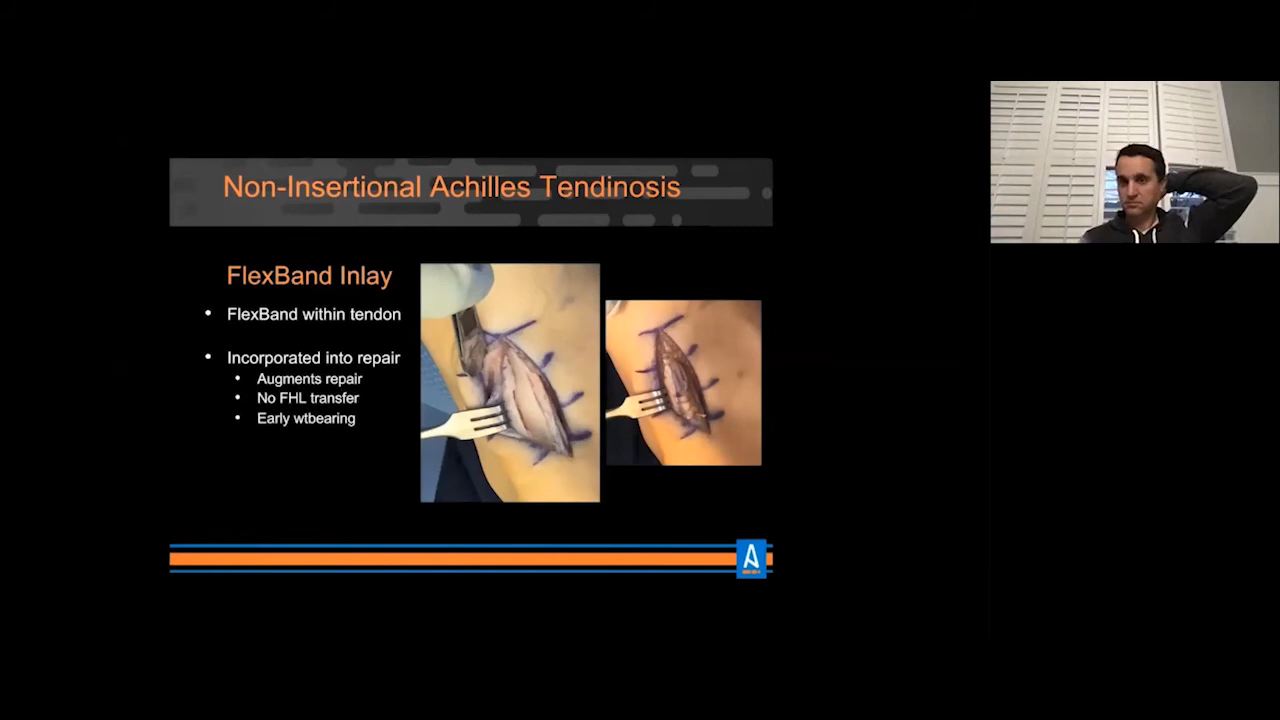 Non-Insertional Achilles Tendinosis
FlexBand Inlay
• FlexBand within tendon
• Incorporated into repair
• Augments repair
• No FHL transfer
• Early wtbearing
A